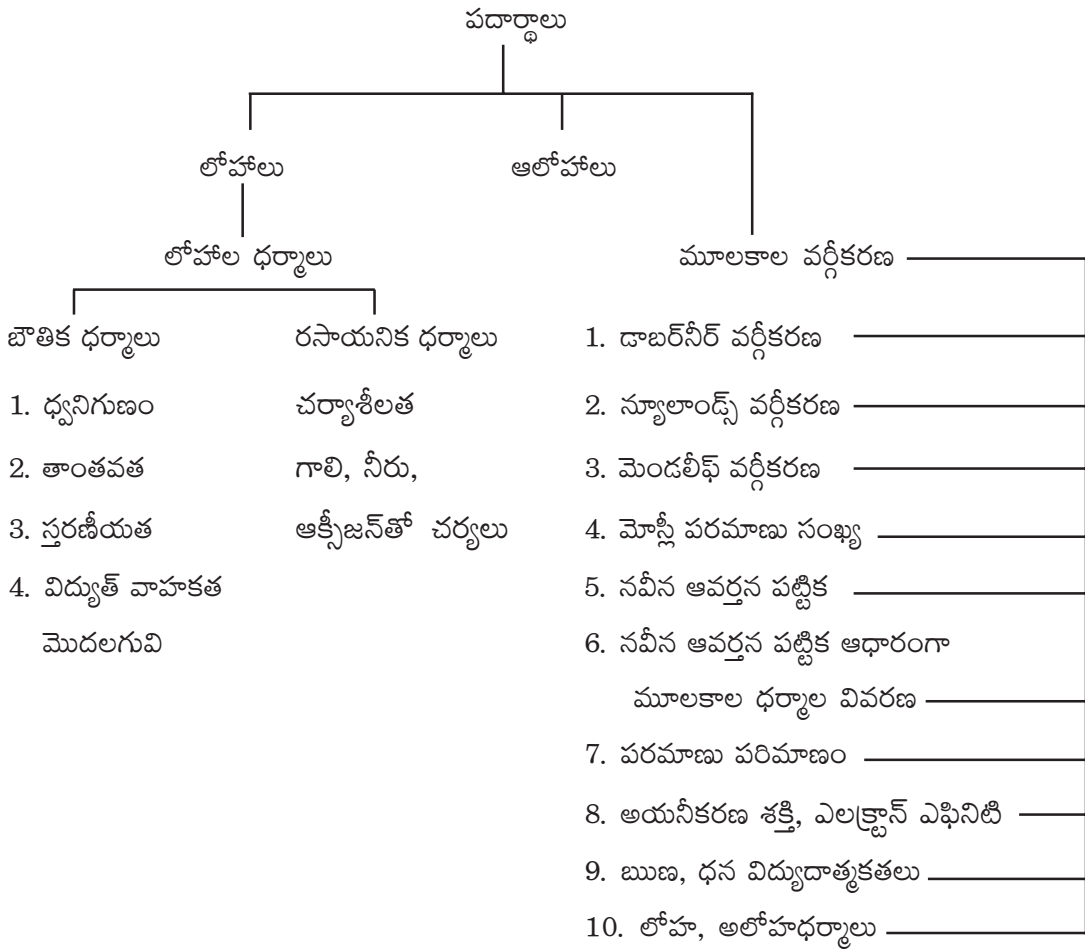 పదార్థాలు
లోహాలు
ఆలోహాలు
లోహాల ధర్మాలు
మూలకాల వర్గీకరణ
బౌతిక ధర్మాలు
1. ధ్వనిగుణం
2. తాంతవత
3. స్తరణీయత
4. విద్యుత్ వాహకత
మొదలగువి
రసాయనిక ధర్మాలు
చర్యాశీలత
గాలి, నీరు,
ఆక్సీజన్‌తో చర్యలు
1. డాబర్‌నీర్ వర్గీకరణ
2. న్యూలాండ్స్ వర్గీకరణ
3. మెండలీఫ్ వర్గీకరణ
4. మోస్లీ పరమాణు సంఖ్య
5. నవీన ఆవర్తన పట్టిక
6. నవీన ఆవర్తన పట్టిక ఆధారంగా
మూలకాల ధర్మాల వివరణ
7. పరమాణు పరిమాణం
8. అయనీకరణ శక్తి, ఎలక్ట్రాన్ ఎఫినిటి
9. ఋణ, ధన విద్యుదాత్మకతలు
10. లోహ, అలోహధర్మాలు